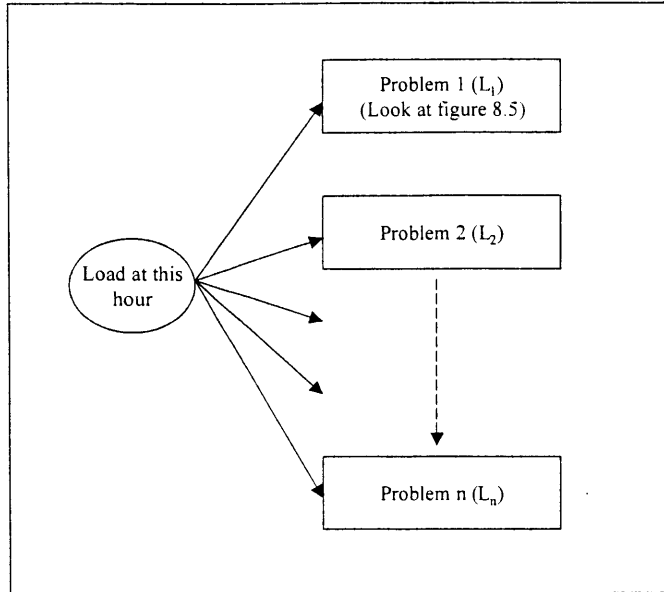 Problem 1 (L₁)
(Look at figure 8.5)
Problem 2 (L₂)
Load at this
hour
Problem n (Lₙ)